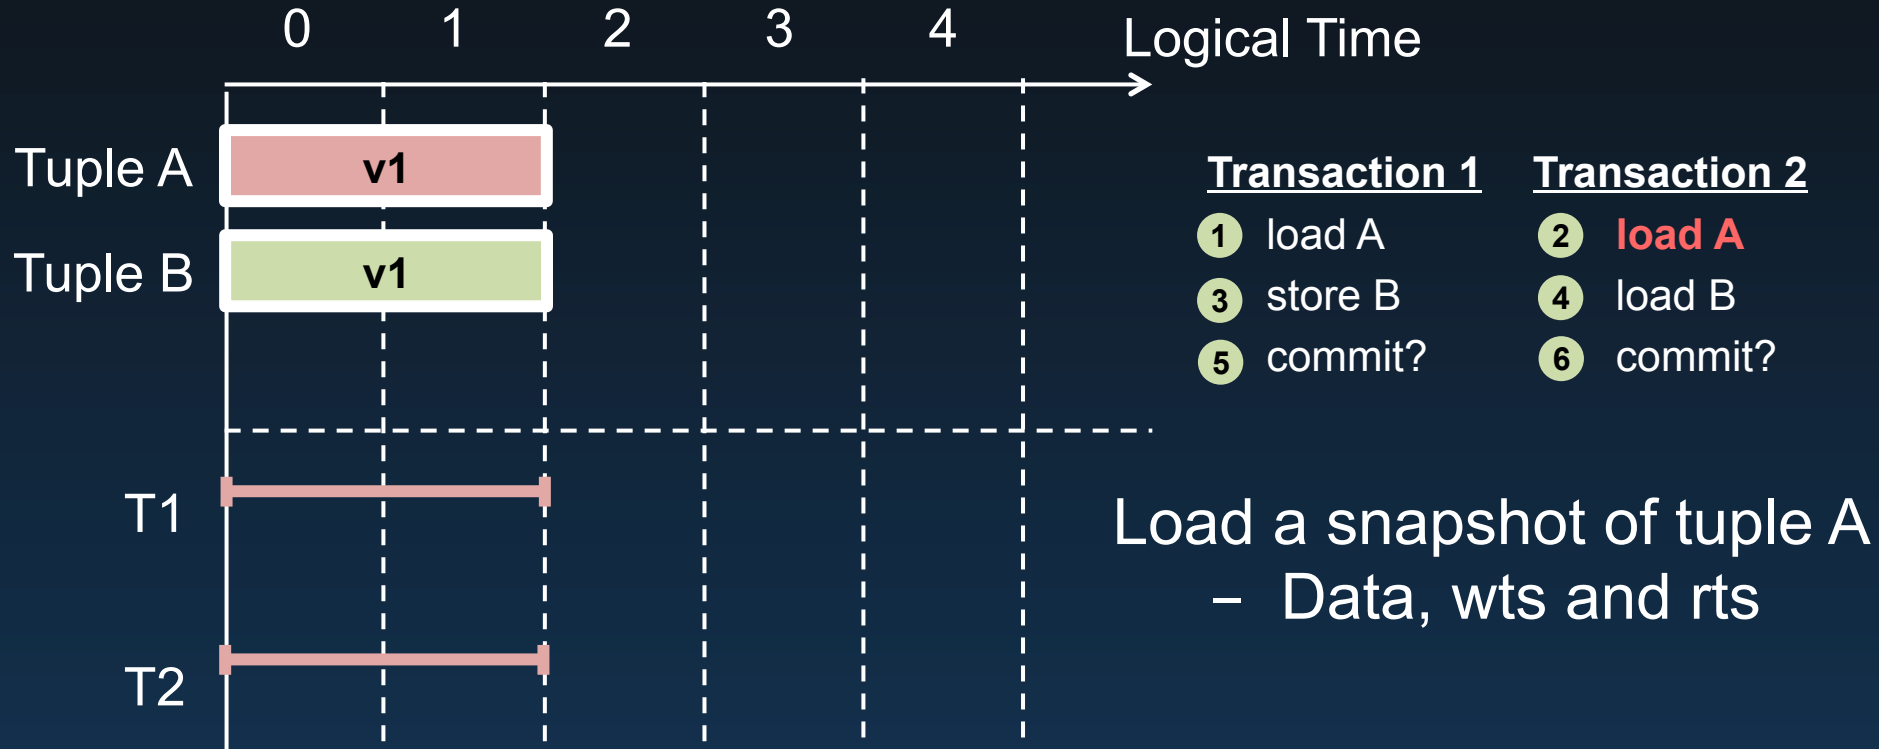 0 1 2 3 4 Logical Time
Tuple A v1
Tuple B v1
Transaction 1 Transaction 2
1 load A 2 load A
3 store B 4 load B
5 commit? 6 commit?
T1
T2
Load a snapshot of tuple A
– Data, wts and rts